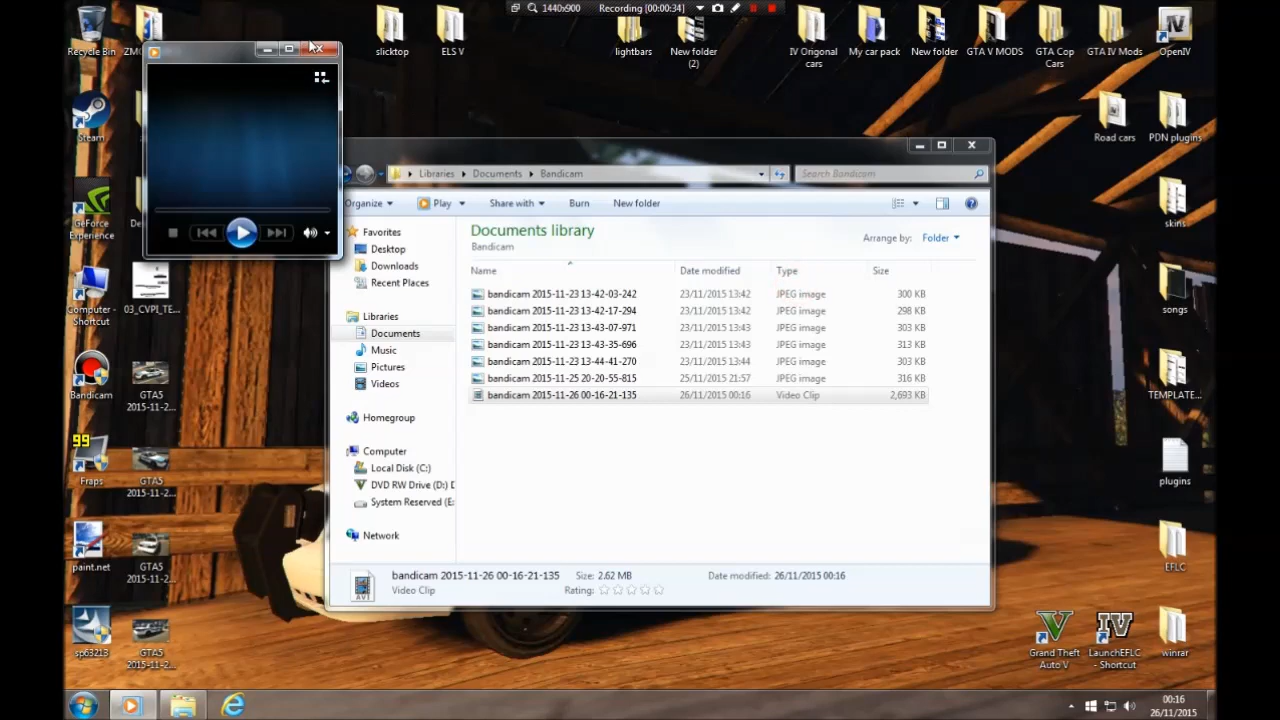 1440x900 Recording [00:00:34]
Recycle Bin
slicktop
ELS V
lightbars
New folder (2)
IV Origonal cars
My car pack
New folder
GTA V MODS
GTA Cop Cars
GTA IV Mods
OpenIV
Steam
Road cars
PDN plugins
GeForce Experience
skins
Computer - Shortcut
03_CVPI_TE...
songs
Bandicam
GTA5 2015-11-2...
TEMPLATE...
99
Fraps
GTA5 2015-11-2...
plugins
paint.net
GTA5 2015-11-2...
EFLC
sp63213
GTA5 2015-11-2...
Grand Theft Auto V
LaunchEFLC - Shortcut
winrar
Libraries Documents Bandicam
Search Bandicam
Organize Play Share with Burn New folder
Favorites
Desktop
Downloads
Recent Places
Libraries
Documents
Music
Pictures
Videos
Homegroup
Computer
Local Disk (C:)
DVD RW Drive (D:) D
System Reserved (E:
Network
Documents library
Bandicam
Arrange by: Folder
Name Date modified Type Size
bandicam 2015-11-23 13-42-03-242 23/11/2015 13:42 JPEG image 300 KB
bandicam 2015-11-23 13-42-17-294 23/11/2015 13:42 JPEG image 298 KB
bandicam 2015-11-23 13-43-07-971 23/11/2015 13:43 JPEG image 303 KB
bandicam 2015-11-23 13-43-35-696 23/11/2015 13:43 JPEG image 313 KB
bandicam 2015-11-23 13-44-41-270 23/11/2015 13:44 JPEG image 303 KB
bandicam 2015-11-25 20-20-55-815 25/11/2015 21:57 JPEG image 316 KB
bandicam 2015-11-26 00-16-21-135 26/11/2015 00:16 Video Clip 2,693 KB
bandicam 2015-11-26 00-16-21-135 Size: 2.62 MB Date modified: 26/11/2015 00:16
Video Clip Rating:
AVI
00:16
26/11/2015